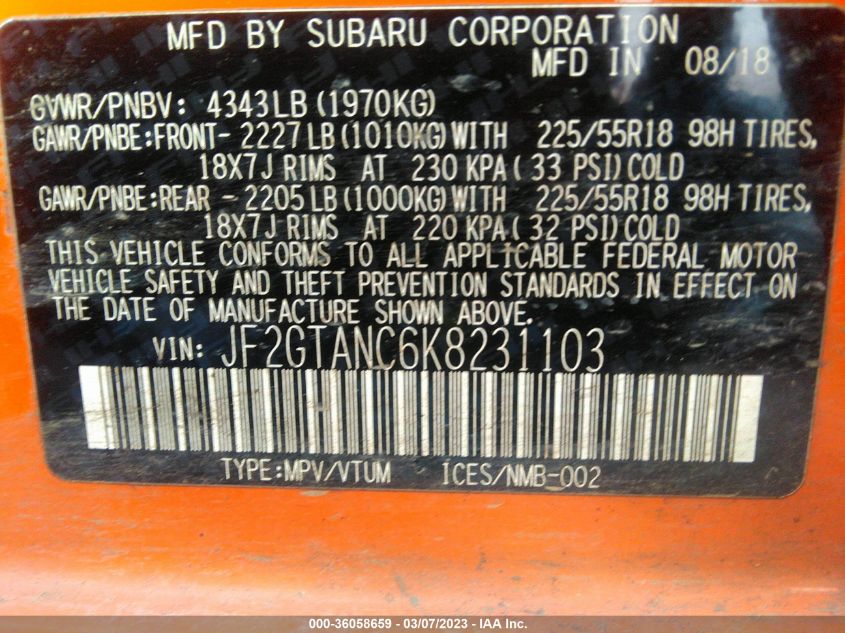 MFD BY SUBARU CORPORATION
MFD IN 08/18
GVWR/PNBV: 4343LB (1970KG)
GAWR/PNBE:FRONT- 2227LB (1010KG) WITH 225/55R18 98H TIRES,
18X7J RIMS AT 230 KPA( 33 PSI) COLD
GAWR/PNBE:REAR - 2205LB (1000KG) WITH 225/55R18 98H TIRES,
18X7J RIMS AT 220 KPA( 32 PSI) COLD
THIS VEHICLE CONFORMS TO ALL APPLICABLE FEDERAL MOTOR
VEHICLE SAFETY AND THEFT PREVENTION STANDARDS IN EFFECT ON
THE DATE OF MANUFACTURE SHOWN ABOVE.
VIN: JF2GTANC6K8231103
TYPE:MPV/VTUM ICES/NMB-002
000-36058659 - 03/07/2023 - IAA Inc.